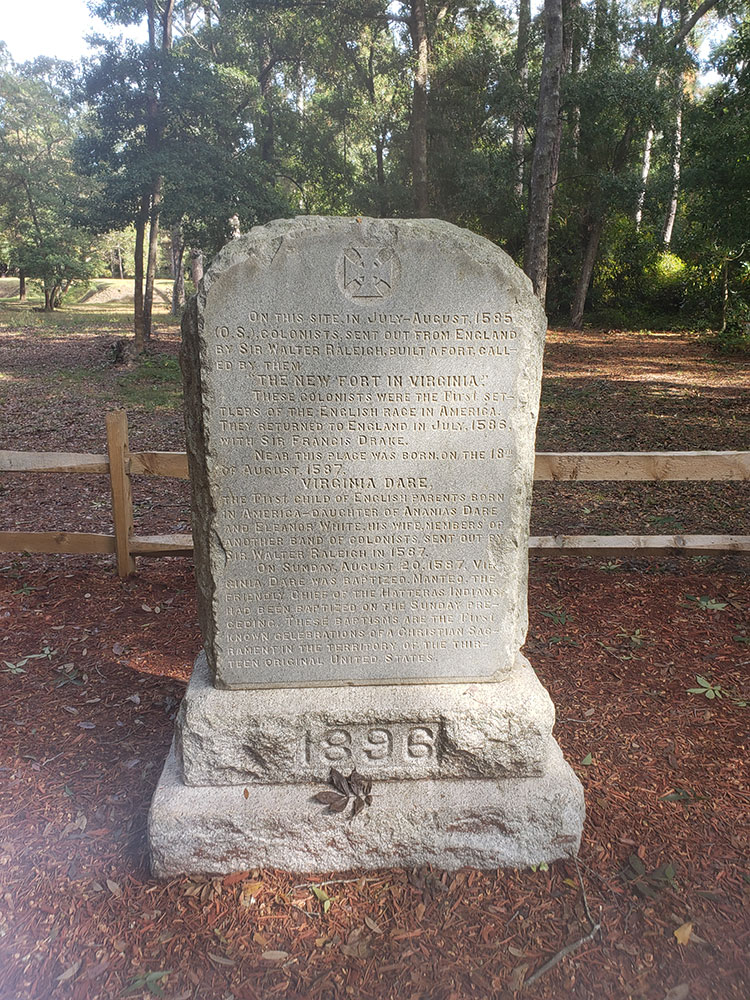 On this site, in July-August, 1585
(O.S.), colonists, sent out from England
by Sir Walter Raleigh, built a fort, call-
ed by them
"The New Fort in Virginia."
These colonists were the First set-
tlers of the English race in America.
They returned to England in July, 1586,
with Sir Francis Drake.
Near this place was born, on the 18th
of August, 1587,
Virginia Dare,
the First child of English parents born
in America-daughter of Ananias Dare
and Eleanor White, his wife, members of
another band of colonists, sent out by
Sir Walter Raleigh in 1587.
On Sunday, August 20, 1587, Vir-
ginia Dare was baptized. Manteo, the
friendly chief of the Hatteras Indians,
had been baptized on the Sunday pre-
ceding. These baptisms are the First
known celebrations of a Christian Sac-
rament in the territory of the thir-
teen original United States.
1896